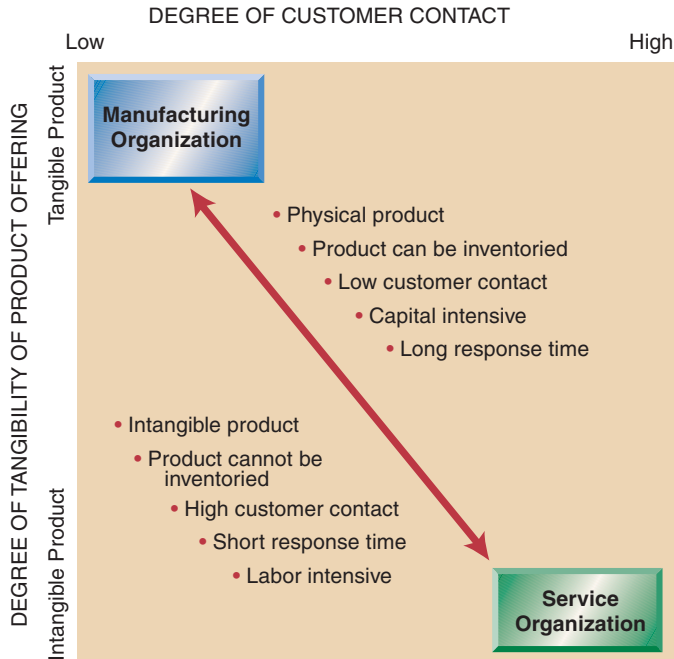 DEGREE OF CUSTOMER CONTACT
Low High
DEGREE OF TANGIBILITY OF PRODUCT OFFERING
Tangible Product
Manufacturing
Organization
• Physical product
• Product can be inventoried
• Low customer contact
• Capital intensive
• Long response time
• Intangible product
• Product cannot be
inventoried
• High customer contact
• Short response time
• Labor intensive
Intangible Product
Service
Organization